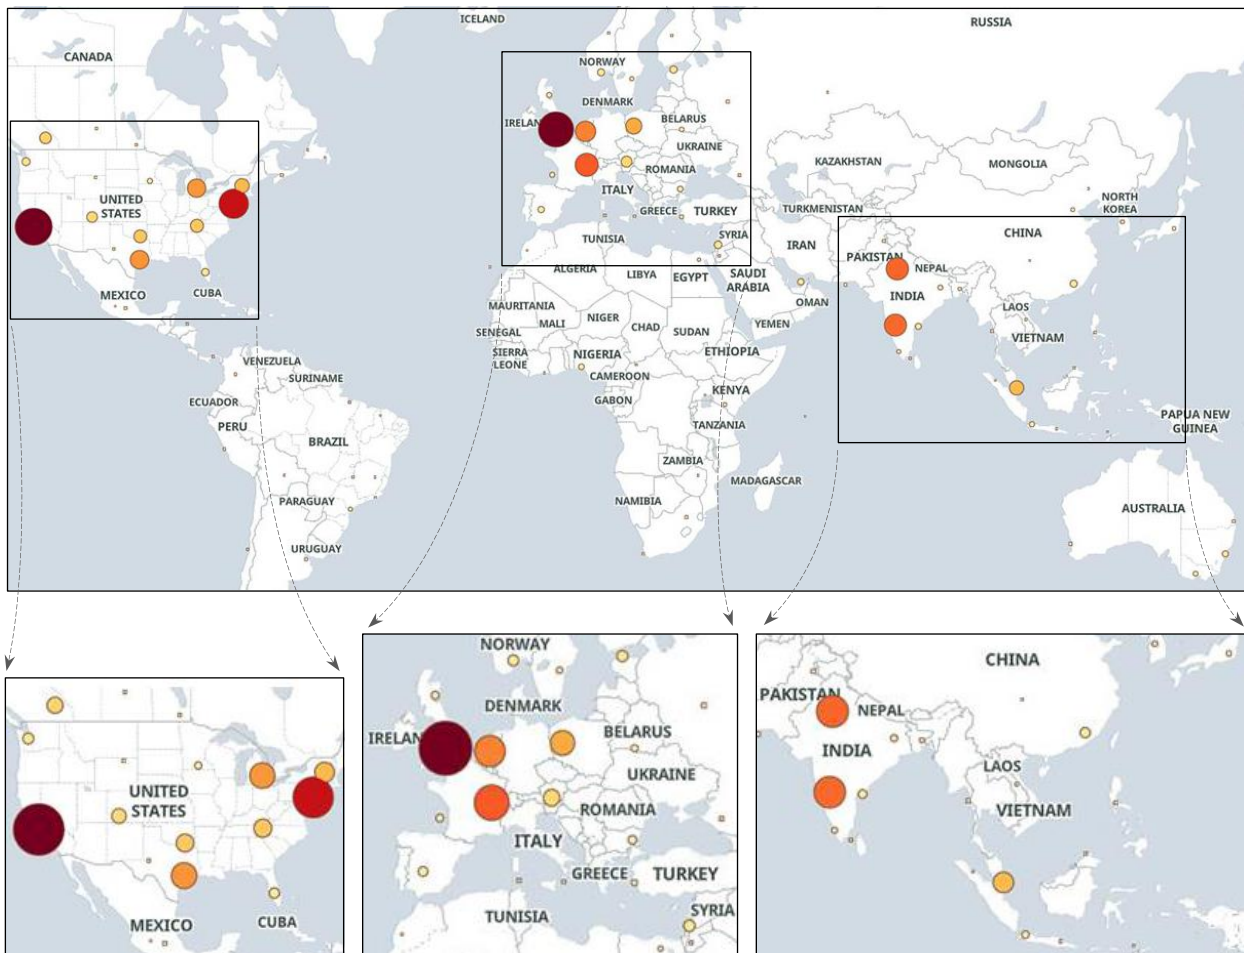 ICELAND
RUSSIA
CANADA
NORWAY
DENMARK
IRELAN
BELARUS
UKRAINE
KAZAKHSTAN
MONGOLIA
ROMANIA
UNITED
STATES
ITALY
NORTH
KOREA
GREECE
TURKEY
TURKMENISTAN
TUNISIA
SYRIA
IRAN
CHINA
PAKISTAN
NEPAL
ALGERIA
LIBYA
EGYPT
SAUDI
ARABIA
MEXICO
CUBA
INDIA
OMAN
LAOS
MAURITANIA
NIGER
MALI
CHAD
SUDAN
YEMEN
SENEGAL
VIETNAM
SIERRA
LEONE
NIGERIA
ETHIOPIA
VENEZUELA
SURINAME
CAMEROON
KENYA
ECUADOR
GABON
PERU
TANZANIA
PAPUA NEW
GUINEA
BRAZIL
ZAMBIA
MADAGASCAR
PARAGUAY
NAMIBIA
AUSTRALIA
URUGUAY
UNITED
STATES
MEXICO
CUBA
NORWAY
DENMARK
IRELAN
BELARUS
UKRAINE
ROMANIA
ITALY
GREECE
TURKEY
TUNISIA
SYRIA
CHINA
PAKISTAN
NEPAL
INDIA
LAOS
VIETNAM